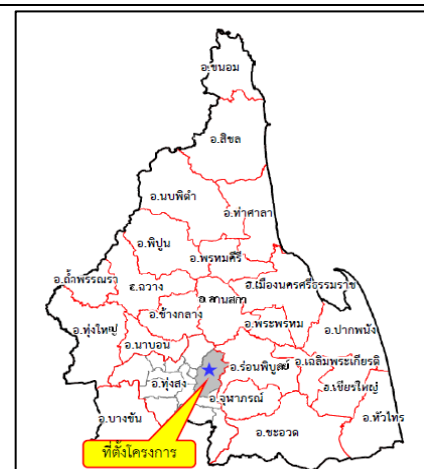 อ.ขนอม
อ.สิชล
อ.นบพิตำ
อ.ท่าศาลา
อ.พิปูน
อ.พรหมคีรี
อ.ถ้ำพรรณรา
อ.ฉวาง
อ.ลานสกา
อ.เมืองนครศรีธรรมราช
อ.ช้างกลาง
อ.ทุ่งใหญ่
อ.พระพรหม
อ.ปากพนัง
อ.นาบอน
อ.ร่อนพิบูลย์
อ.เฉลิมพระเกียรติ
อ.ทุ่งสง
อ.เชียรใหญ่
อ.จุฬาภรณ์
อ.บางขัน
อ.หัวไทร
อ.ชะอวด
ที่ตั้งโครงการ